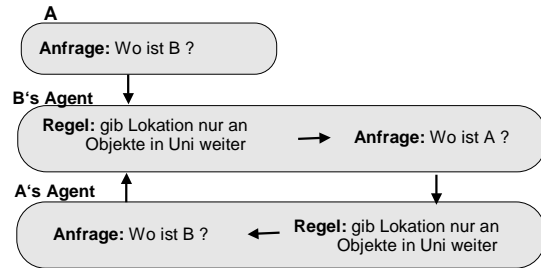 A
Anfrage: Wo ist B ?
B‘s Agent
Regel: gib Lokation nur an
Objekte in Uni weiter
Anfrage: Wo ist A ?
A‘s Agent
Anfrage: Wo ist B ?
Regel: gib Lokation nur an
Objekte in Uni weiter